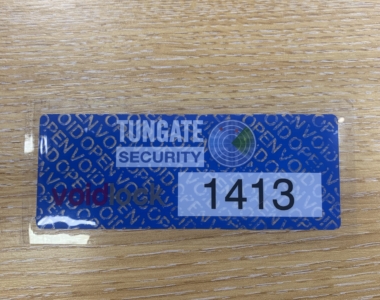 TUNGATE
SECURITY
voidlock
1413